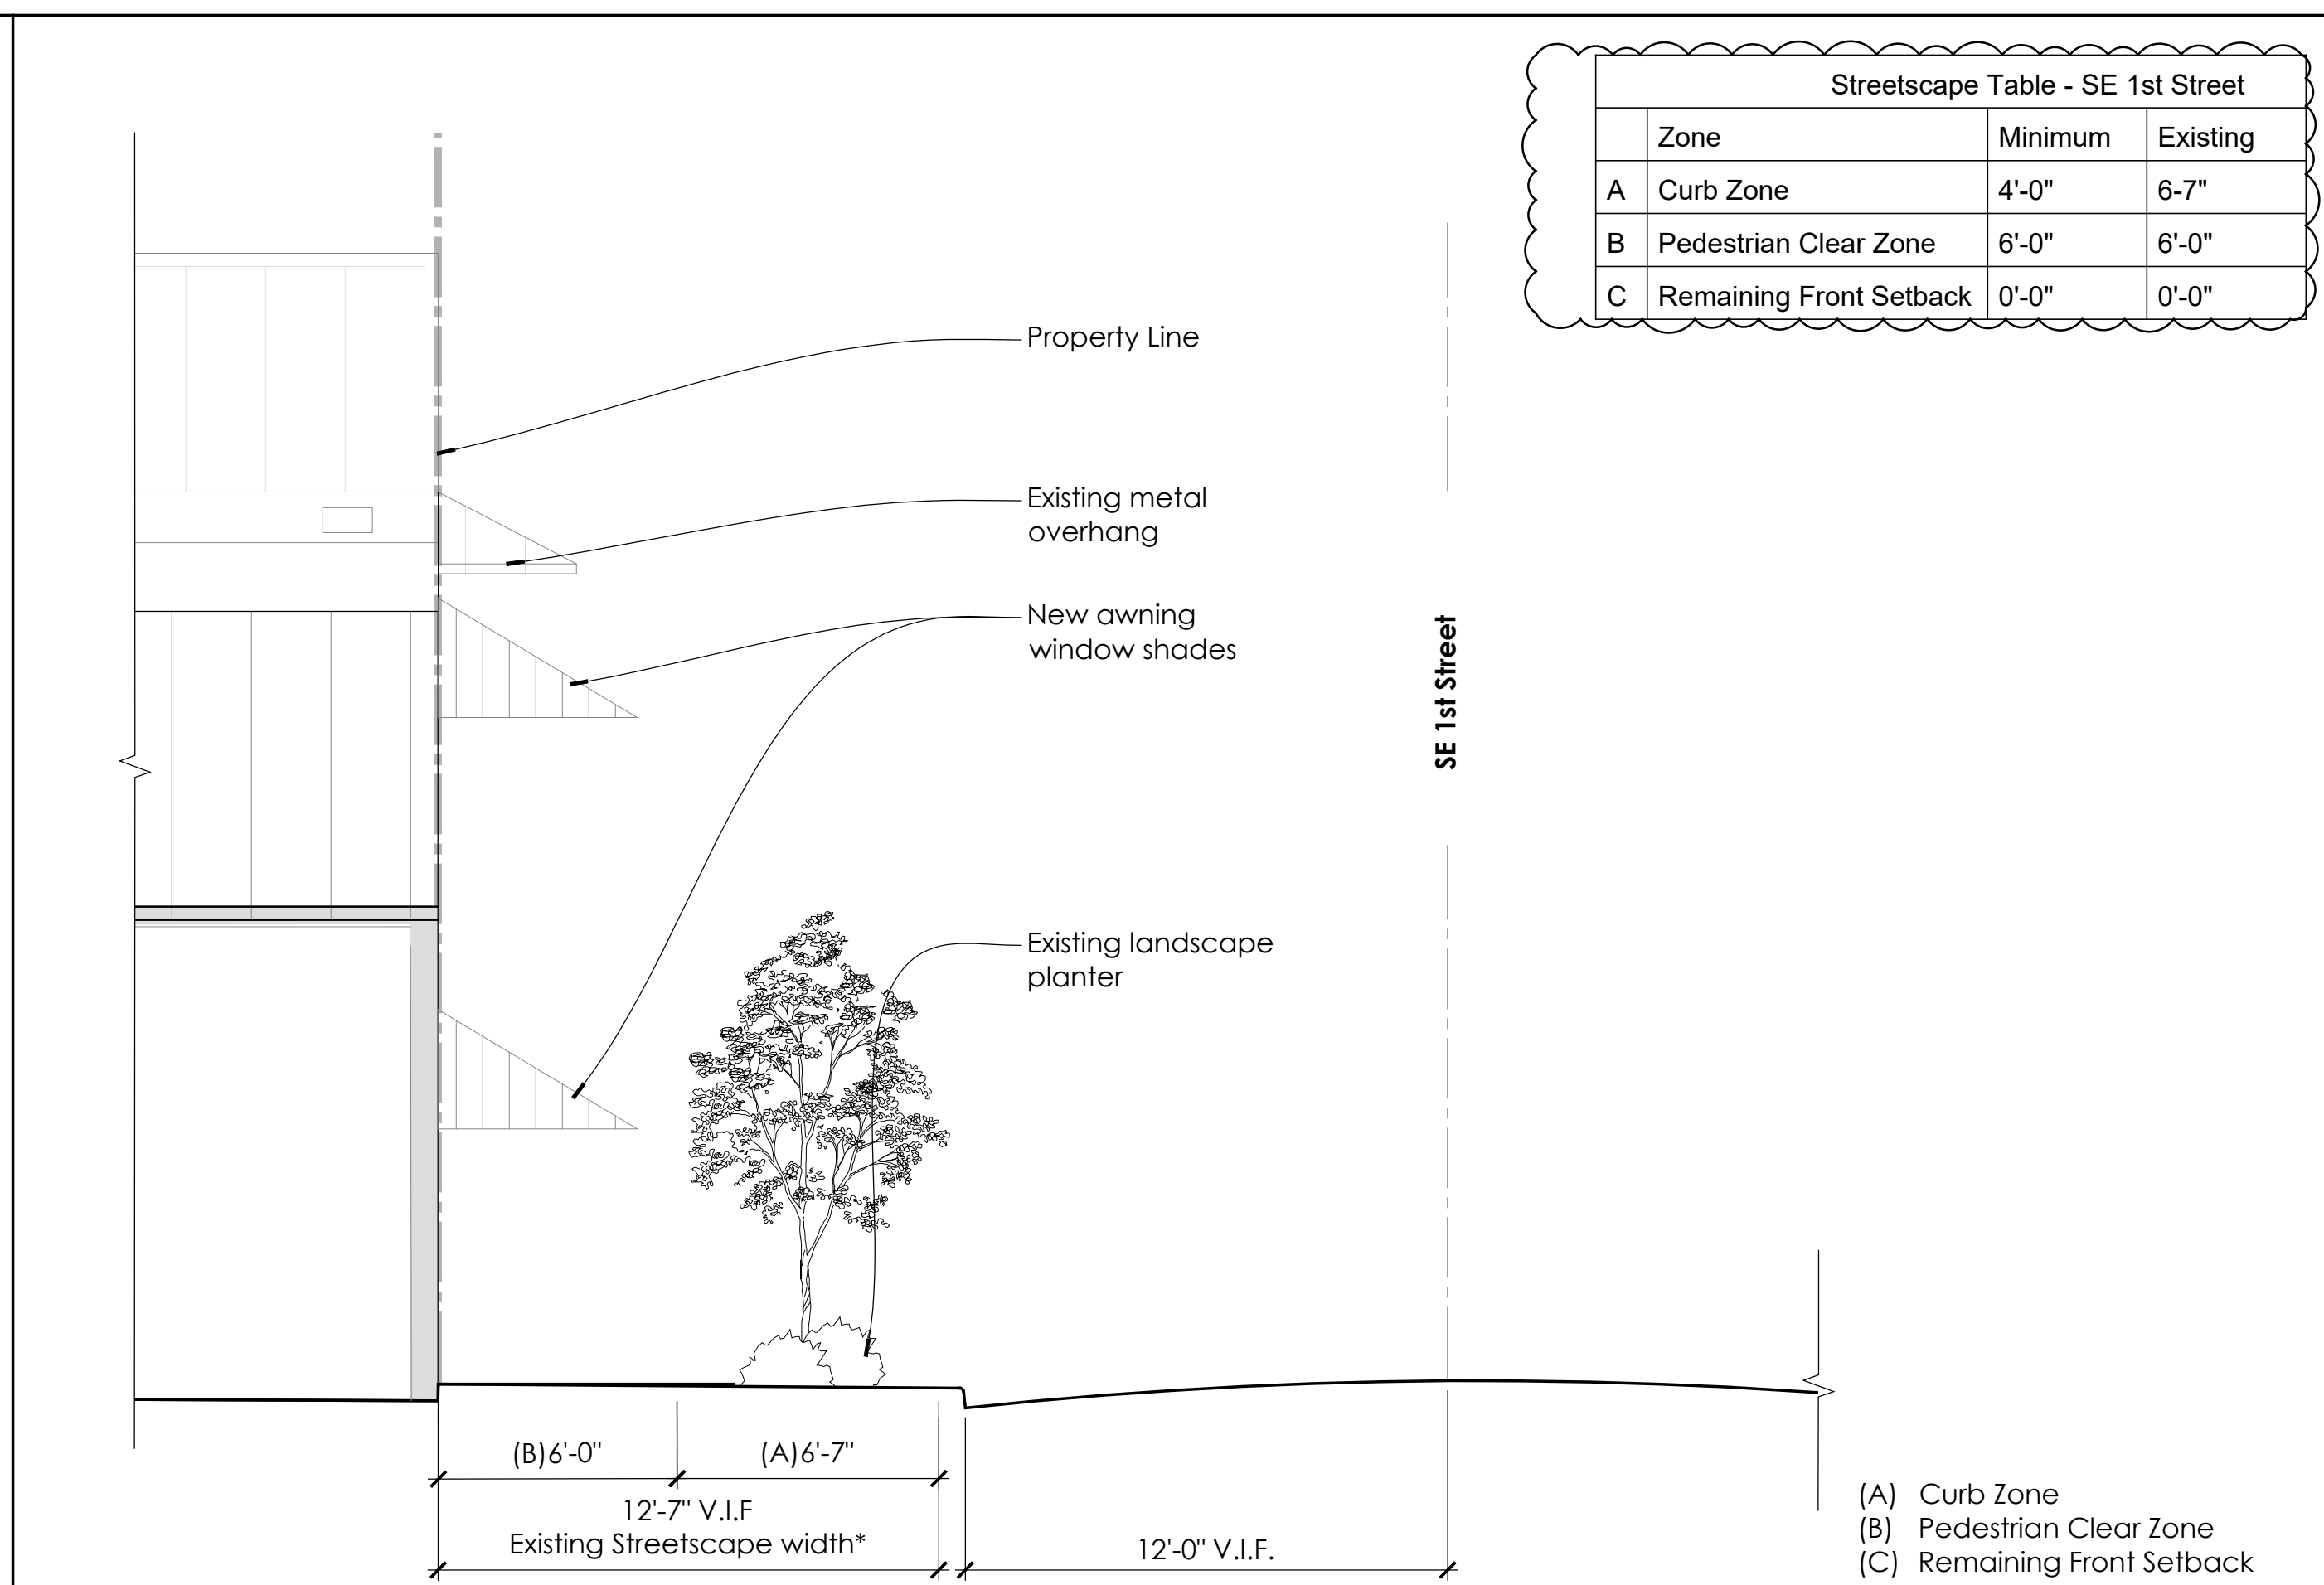 Streetscape Table - SE 1st Street
Zone Minimum Existing
A Curb Zone 4'-0" 6-7"
B Pedestrian Clear Zone 6'-0" 6'-0"
C Remaining Front Setback 0'-0" 0'-0"
Property Line
Existing metal
overhang
New awning
window shades
SE 1st Street
Existing landscape
planter
(B)6'-0" (A)6'-7"
12'-7" V.I.F
Existing Streetscape width*
12'-0" V.I.F.
(A) Curb Zone
(B) Pedestrian Clear Zone
(C) Remaining Front Setback